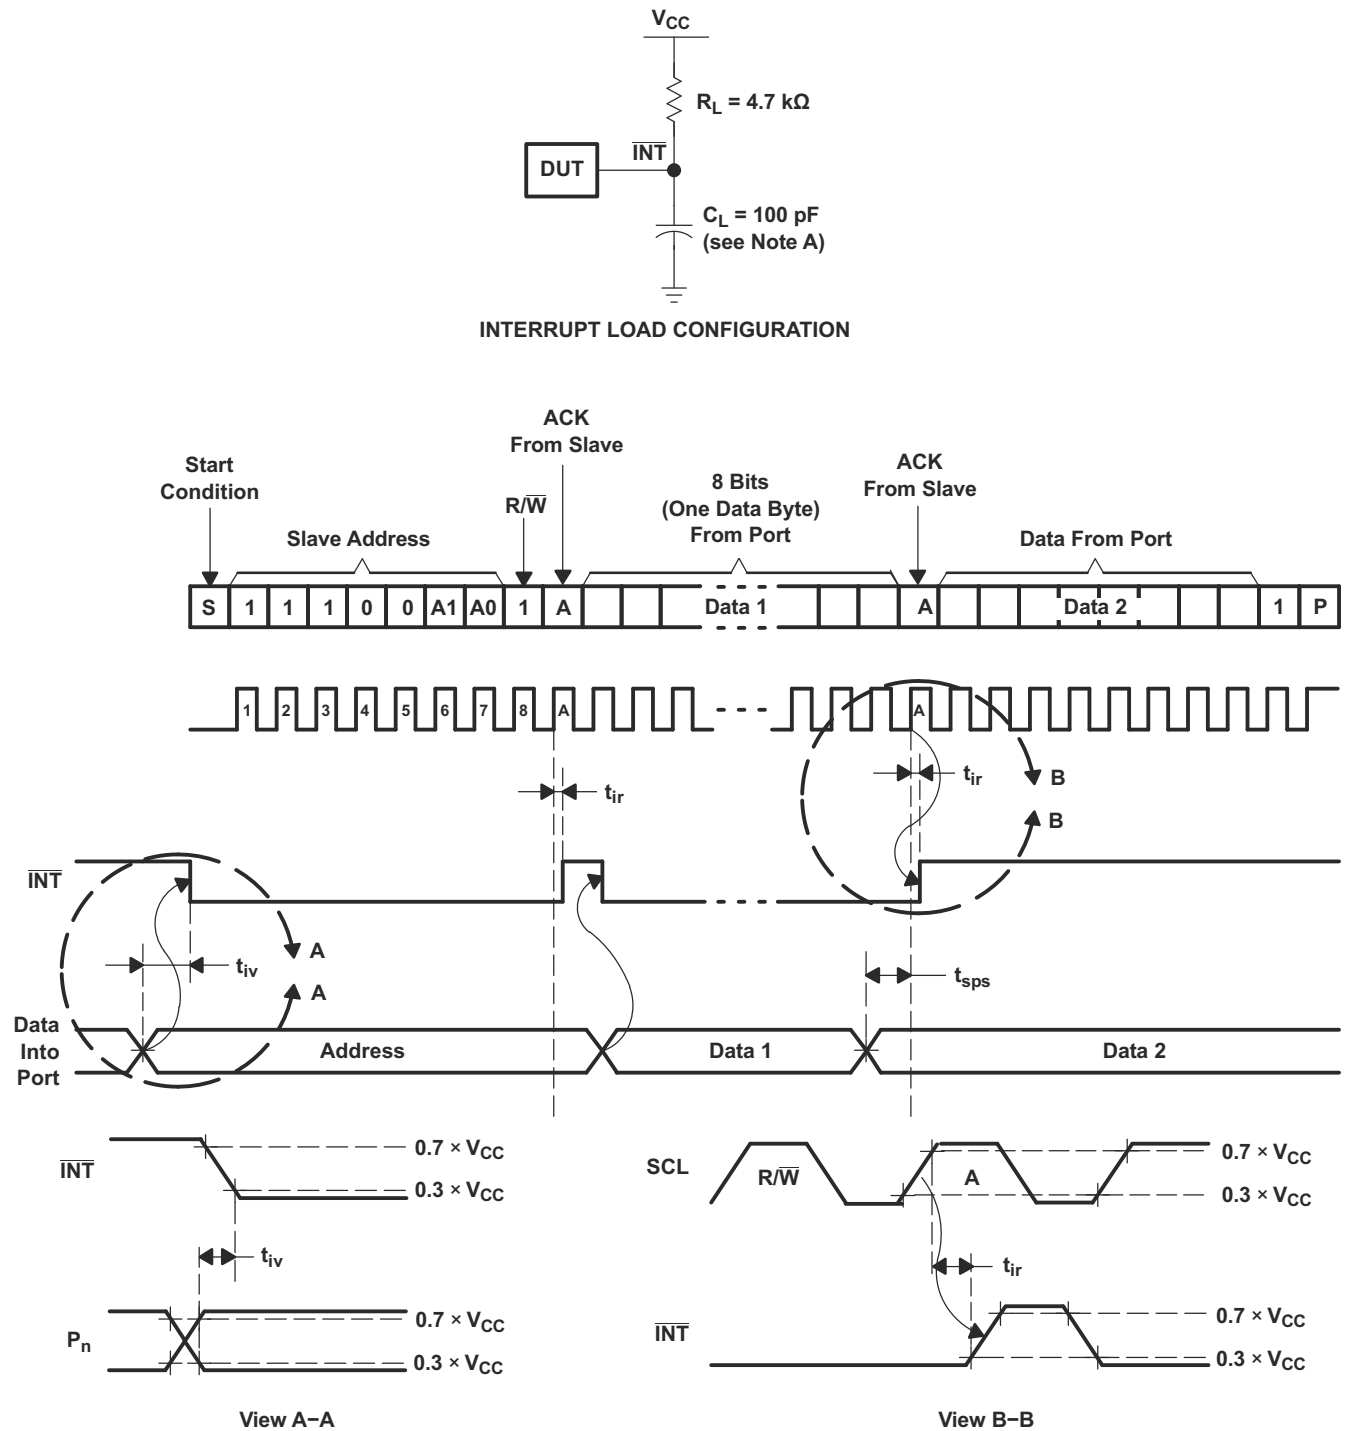 VCC
RL = 4.7 kΩ
INT
DUT
CL = 100 pF
(see Note A)
INTERRUPT LOAD CONFIGURATION
ACK
From Slave
Start
Condition
R/W
8 Bits
(One Data Byte)
From Port
ACK
From Slave
Slave Address
Data From Port
S 1 1 1 0 0 A1 A0 1 A Data 1 A Data 2 1 P
1 2 3 4 5 6 7 8 A A
tir
tir
B
B
INT
A
tiv
A
tsps
Data
Into
Port
Address
Data 1
Data 2
INT
0.7 × VCC
0.3 × VCC
tiv
Pn
0.7 × VCC
0.3 × VCC
View A–A
SCL
R/W
A
0.7 × VCC
0.3 × VCC
tir
INT
0.7 × VCC
0.3 × VCC
View B–B